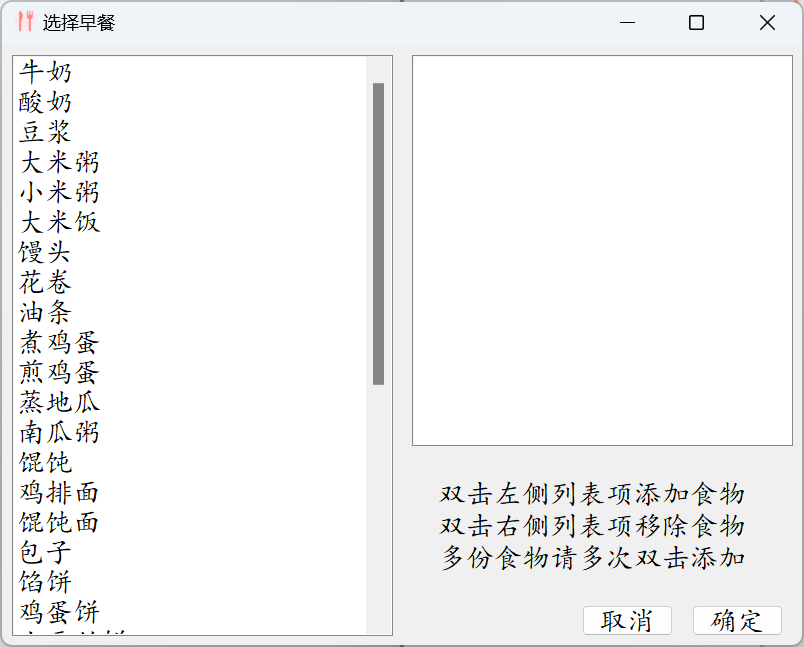 选择早餐
牛奶
酸奶
豆浆
大米粥
小米粥
大米饭
馒头
花卷
油条
煮鸡蛋
煎鸡蛋
蒸地瓜
南瓜粥
馄饨
鸡排面
馄饨面
包子
馅饼
鸡蛋饼
双击左侧列表项添加食物
双击右侧列表项移除食物
多份食物请多次双击添加
取消
确定